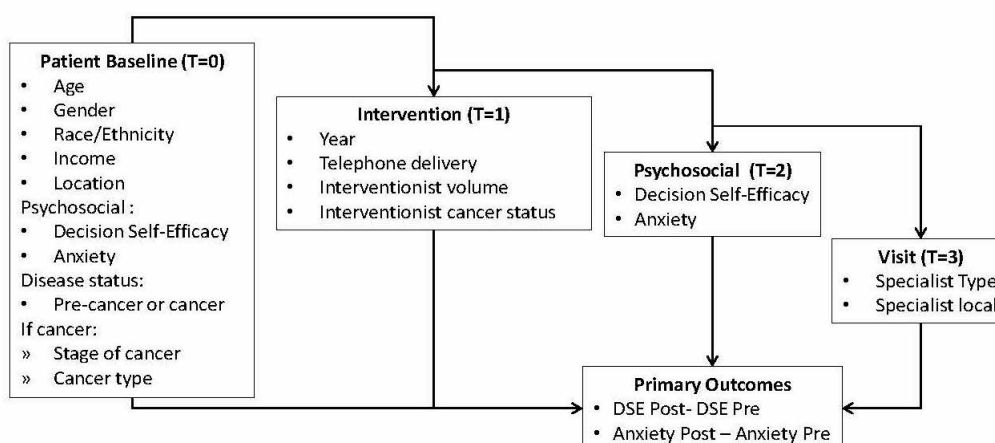 Patient Baseline (T=0)
• Age
• Gender
• Race/Ethnicity
• Income
• Location
Psychosocial :
• Decision Self-Efficacy
• Anxiety
Disease status:
• Pre-cancer or cancer
If cancer:
» Stage of cancer
» Cancer type
Intervention (T=1)
• Year
• Telephone delivery
• Interventionist volume
• Interventionist cancer status
Psychosocial (T=2)
• Decision Self-Efficacy
• Anxiety
Visit (T=3)
• Specialist Type
• Specialist local
Primary Outcomes
• DSE Post- DSE Pre
• Anxiety Post – Anxiety Pre